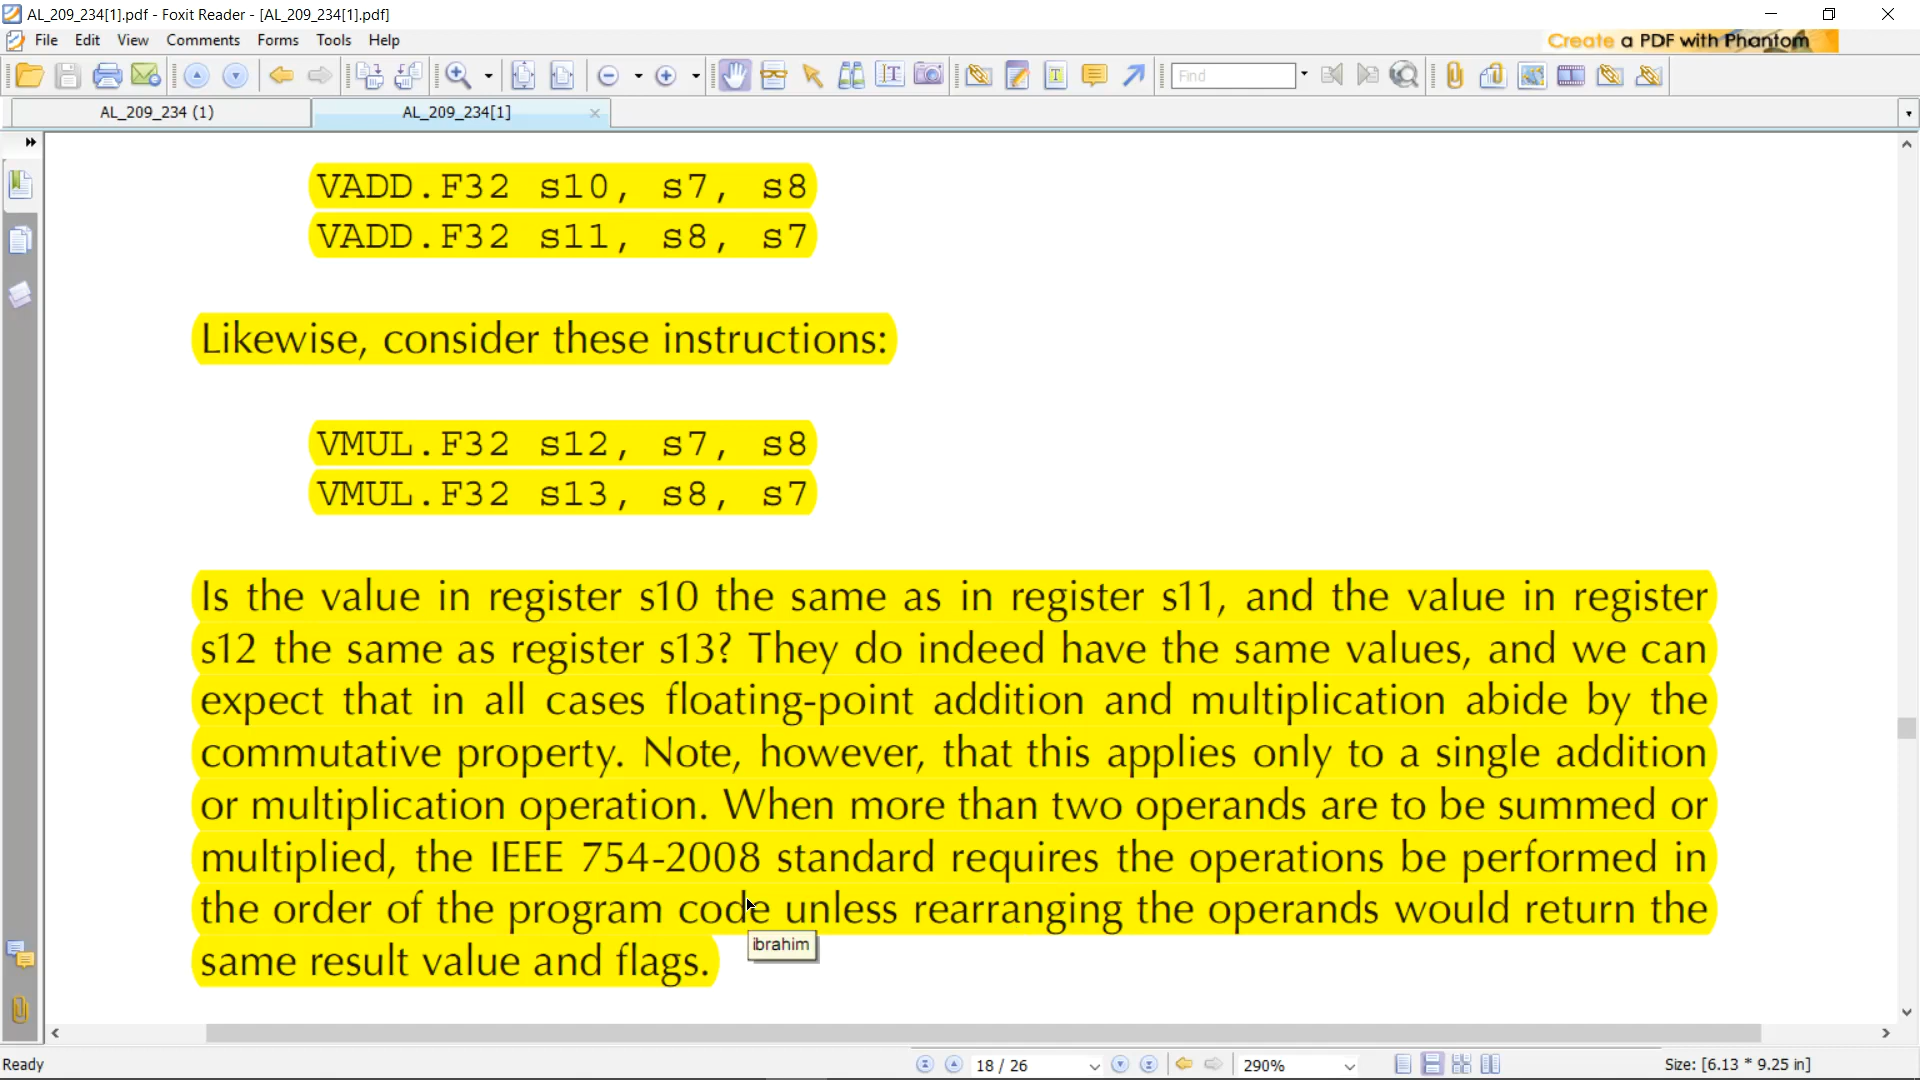 AL_209_234[1].pdf - Foxit Reader - [AL_209_234[1].pdf]
File Edit View Comments Forms Tools Help
Create a PDF with Phantom
Find
AL_209_234 (1)
AL_209_234[1]
VADD.F32 s10, s7, s8
VADD.F32 s11, s8, s7
Likewise, consider these instructions:
VMUL.F32 s12, s7, s8
VMUL.F32 s13, s8, s7
Is the value in register s10 the same as in register s11, and the value in register
s12 the same as register s13? They do indeed have the same values, and we can
expect that in all cases floating-point addition and multiplication abide by the
commutative property. Note, however, that this applies only to a single addition
or multiplication operation. When more than two operands are to be summed or
multiplied, the IEEE 754-2008 standard requires the operations be performed in
the order of the program code unless rearranging the operands would return the
same result value and flags.
ibrahim
Ready
18 / 26
290%
Size: [6.13 * 9.25 in]